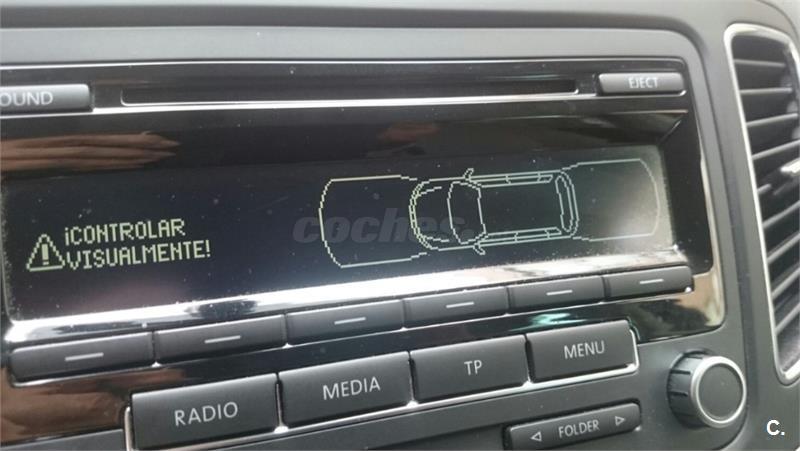 OUND
EJECT
¡CONTROLAR
VISUALMENTE!
coches.
RADIO
MEDIA
TP
MENU
FOLDER
C.